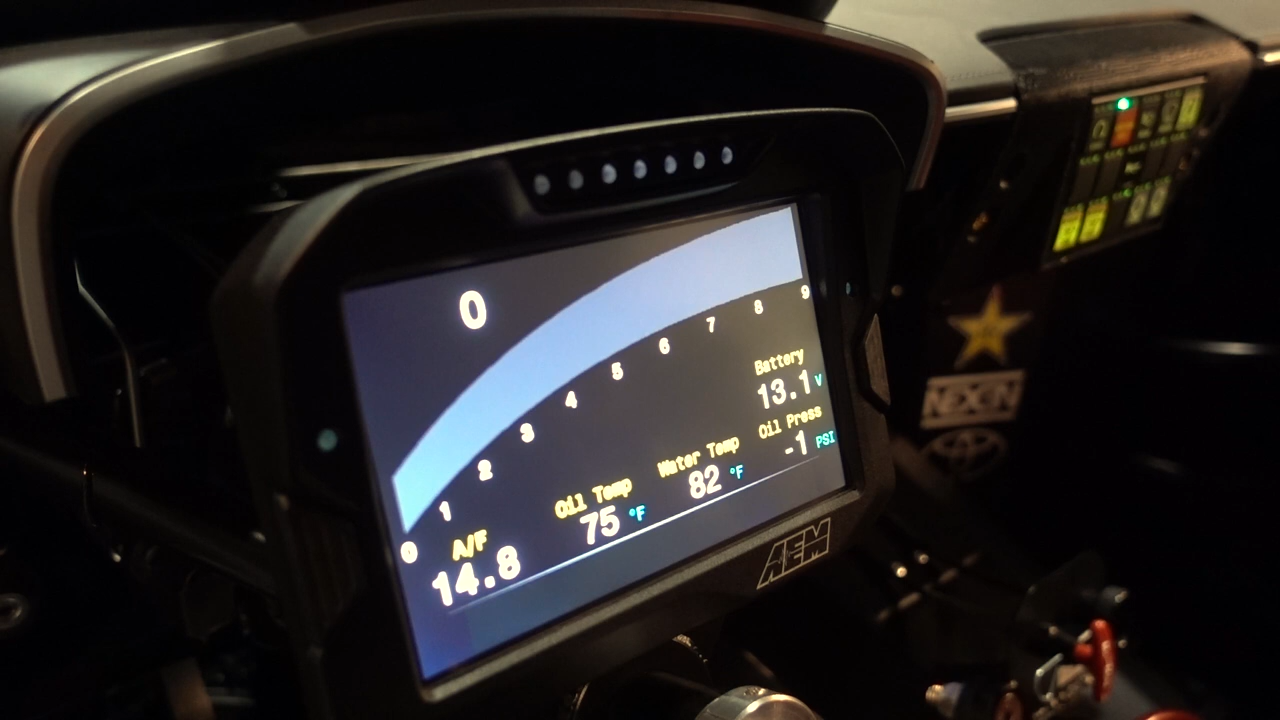 0
0 1 2 3 4 5 6 7 8 9
Battery
13.1 V
Oil Press
-1 PSI
Water Temp
82 °F
Oil Temp
75 °F
A/F
14.8
AEM
NEXEN